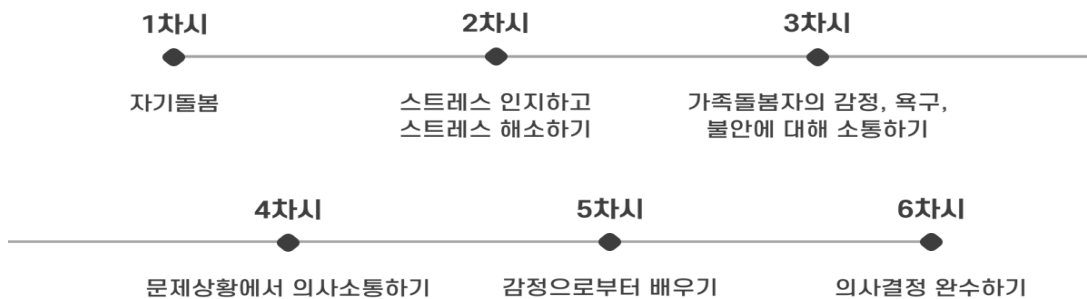 1차시
2차시
3차시
자기돌봄
스트레스 인지하고
스트레스 해소하기
가족돌봄자의 감정, 욕구,
불안에 대해 소통하기
4차시
5차시
6차시
문제상황에서 의사소통하기
감정으로부터 배우기
의사결정 완수하기